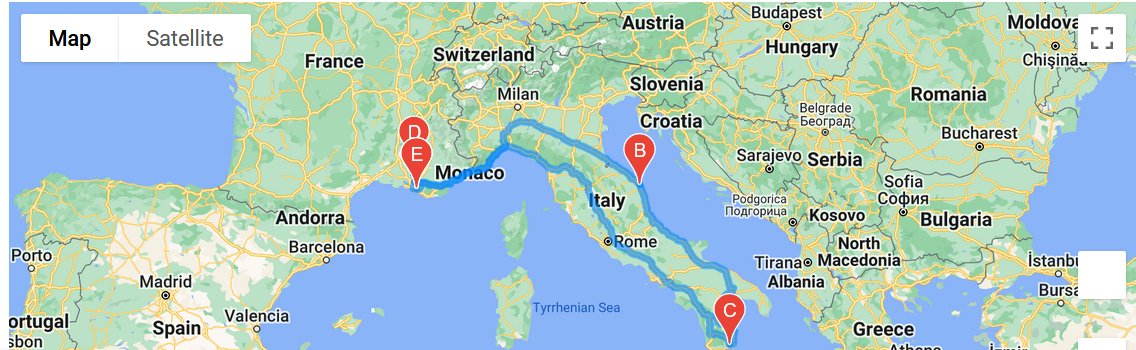 Map
Satellite
Austria
Budapest
Moldova
Hungary
Chișinău
France
Switzerland
Slovenia
Milan
Romania
Croatia
Belgrade
Београд
Bucharest
D
E
B
Monaco
Sarajevo
Serbia
Sofia
София
Italy
Podgorica
Подгорица
Kosovo
Bulgaria
Andorra
Barcelona
Rome
North
Macedonia
Porto
Tirana
Albania
İstanbu
Madrid
Bursa
C
Tyrrhenian Sea
Valencia
ortugal
sbon
Spain
Greece
Athens
İzmir